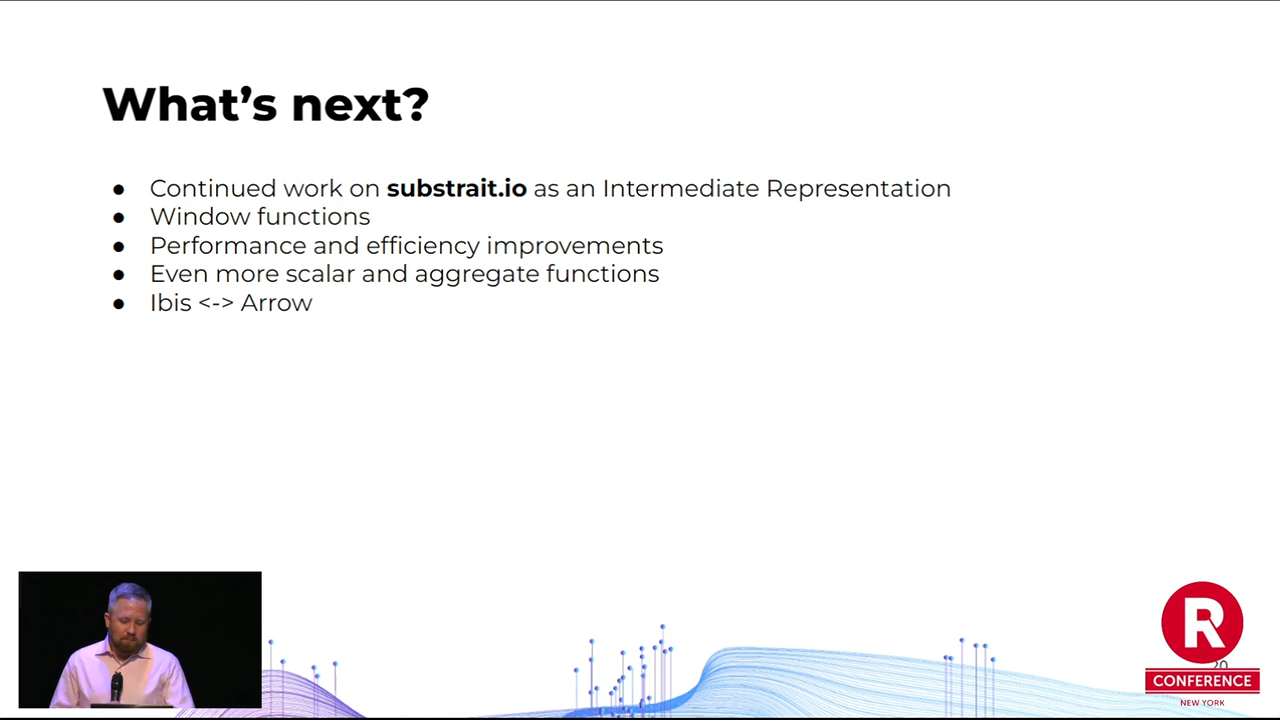 What's next?
● Continued work on substrait.io as an Intermediate Representation
● Window functions
● Performance and efficiency improvements
● Even more scalar and aggregate functions
● Ibis <-> Arrow
R
CONFERENCE
NEW YORK